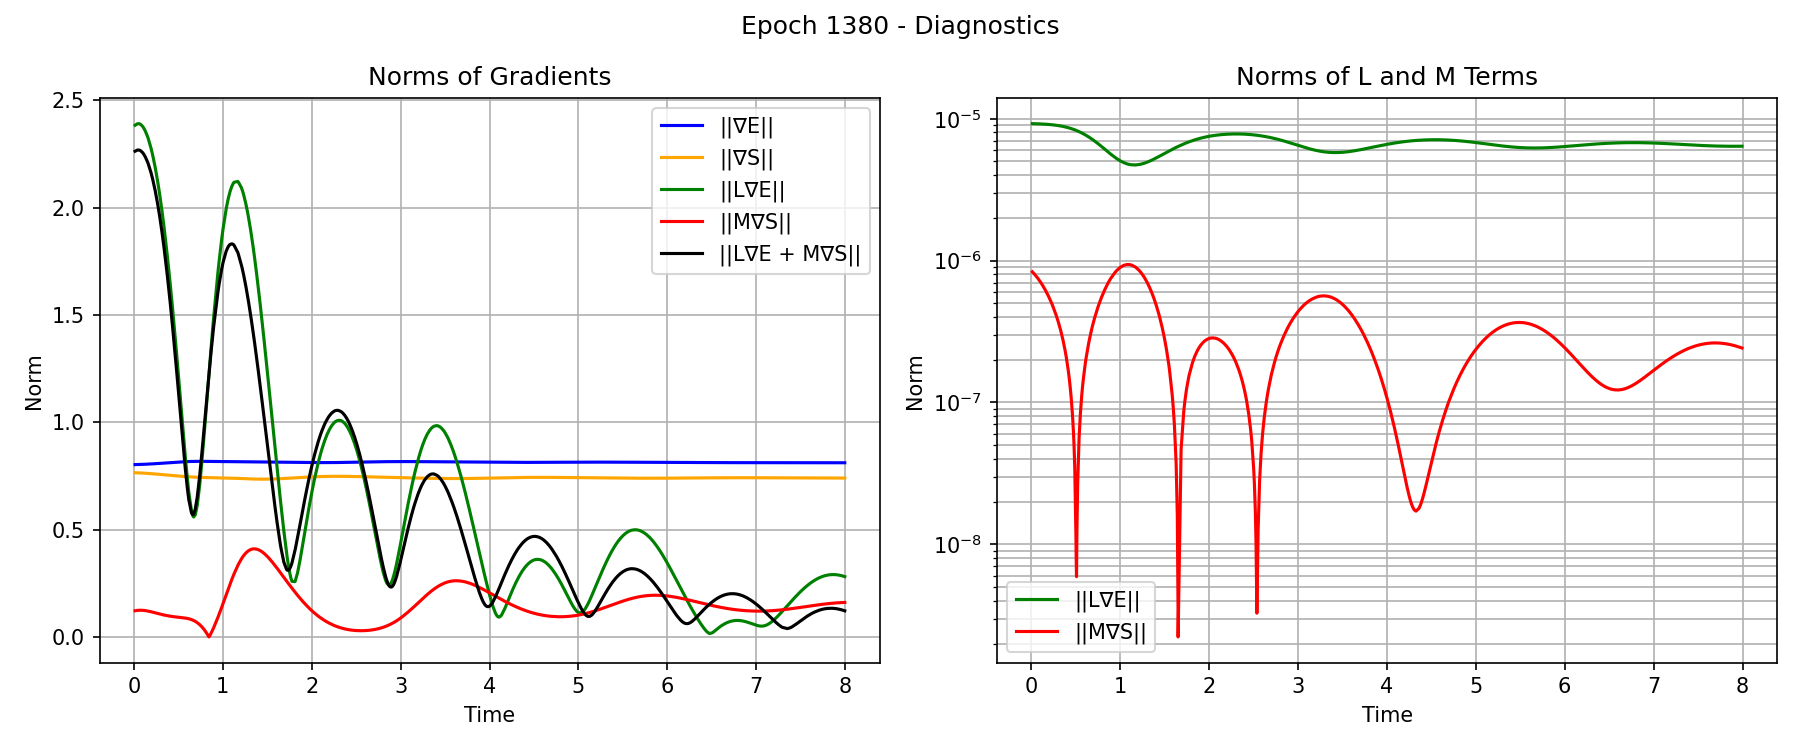 Epoch 1380 - Diagnostics
Norms of Gradients
2.5
2.0
1.5
1.0
0.5
0.0
Norm
||∇E||
||∇S||
||L∇E||
||M∇S||
||L∇E + M∇S||
0 1 2 3 4 5 6 7 8
Time
Norms of L and M Terms
10⁻⁵
10⁻⁶
10⁻⁷
10⁻⁸
Norm
||L∇E||
||M∇S||
0 1 2 3 4 5 6 7 8
Time